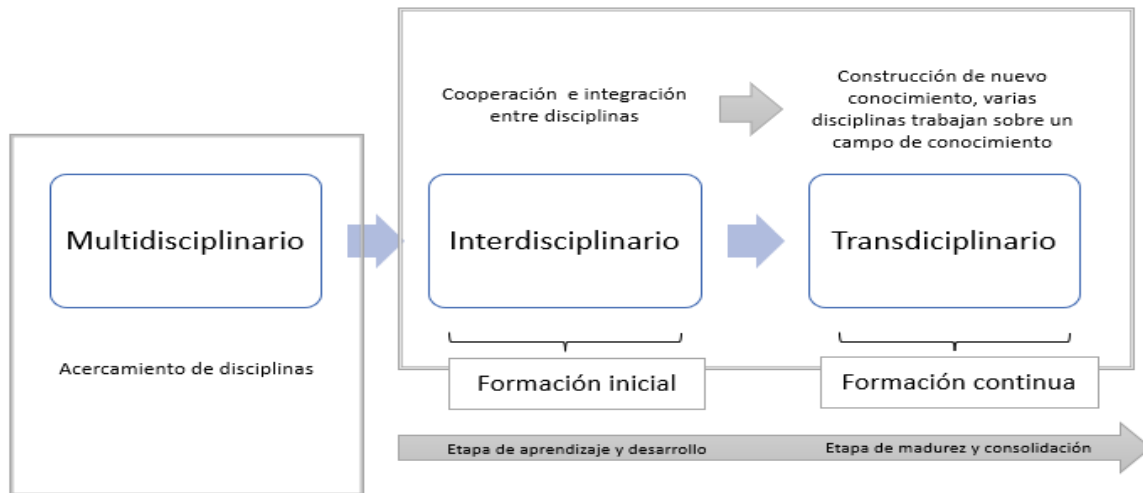 Multidisciplinario
Acercamiento de disciplinas
Cooperación e integración
entre disciplinas
Interdisciplinario
Formación inicial
Construcción de nuevo
conocimiento, varias
disciplinas trabajan sobre un
campo de conocimiento
Transdiciplinario
Formación continua
Etapa de aprendizaje y desarrollo
Etapa de madurez y consolidación